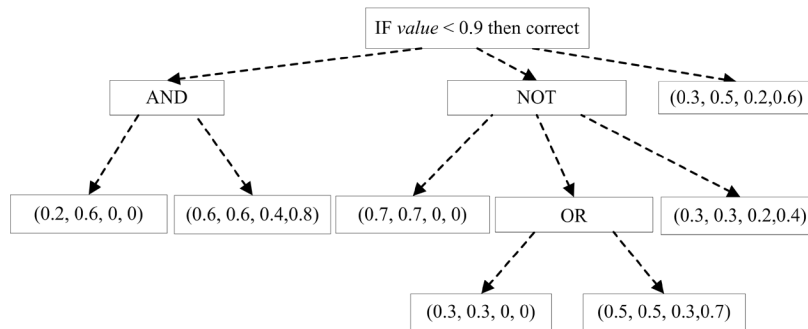 IF value < 0.9 then correct
AND
NOT
(0.3, 0.5, 0.2,0.6)
(0.2, 0.6, 0, 0)
(0.6, 0.6, 0.4,0.8)
(0.7, 0.7, 0, 0)
OR
(0.3, 0.3, 0.2,0.4)
(0.3, 0.3, 0, 0)
(0.5, 0.5, 0.3,0.7)